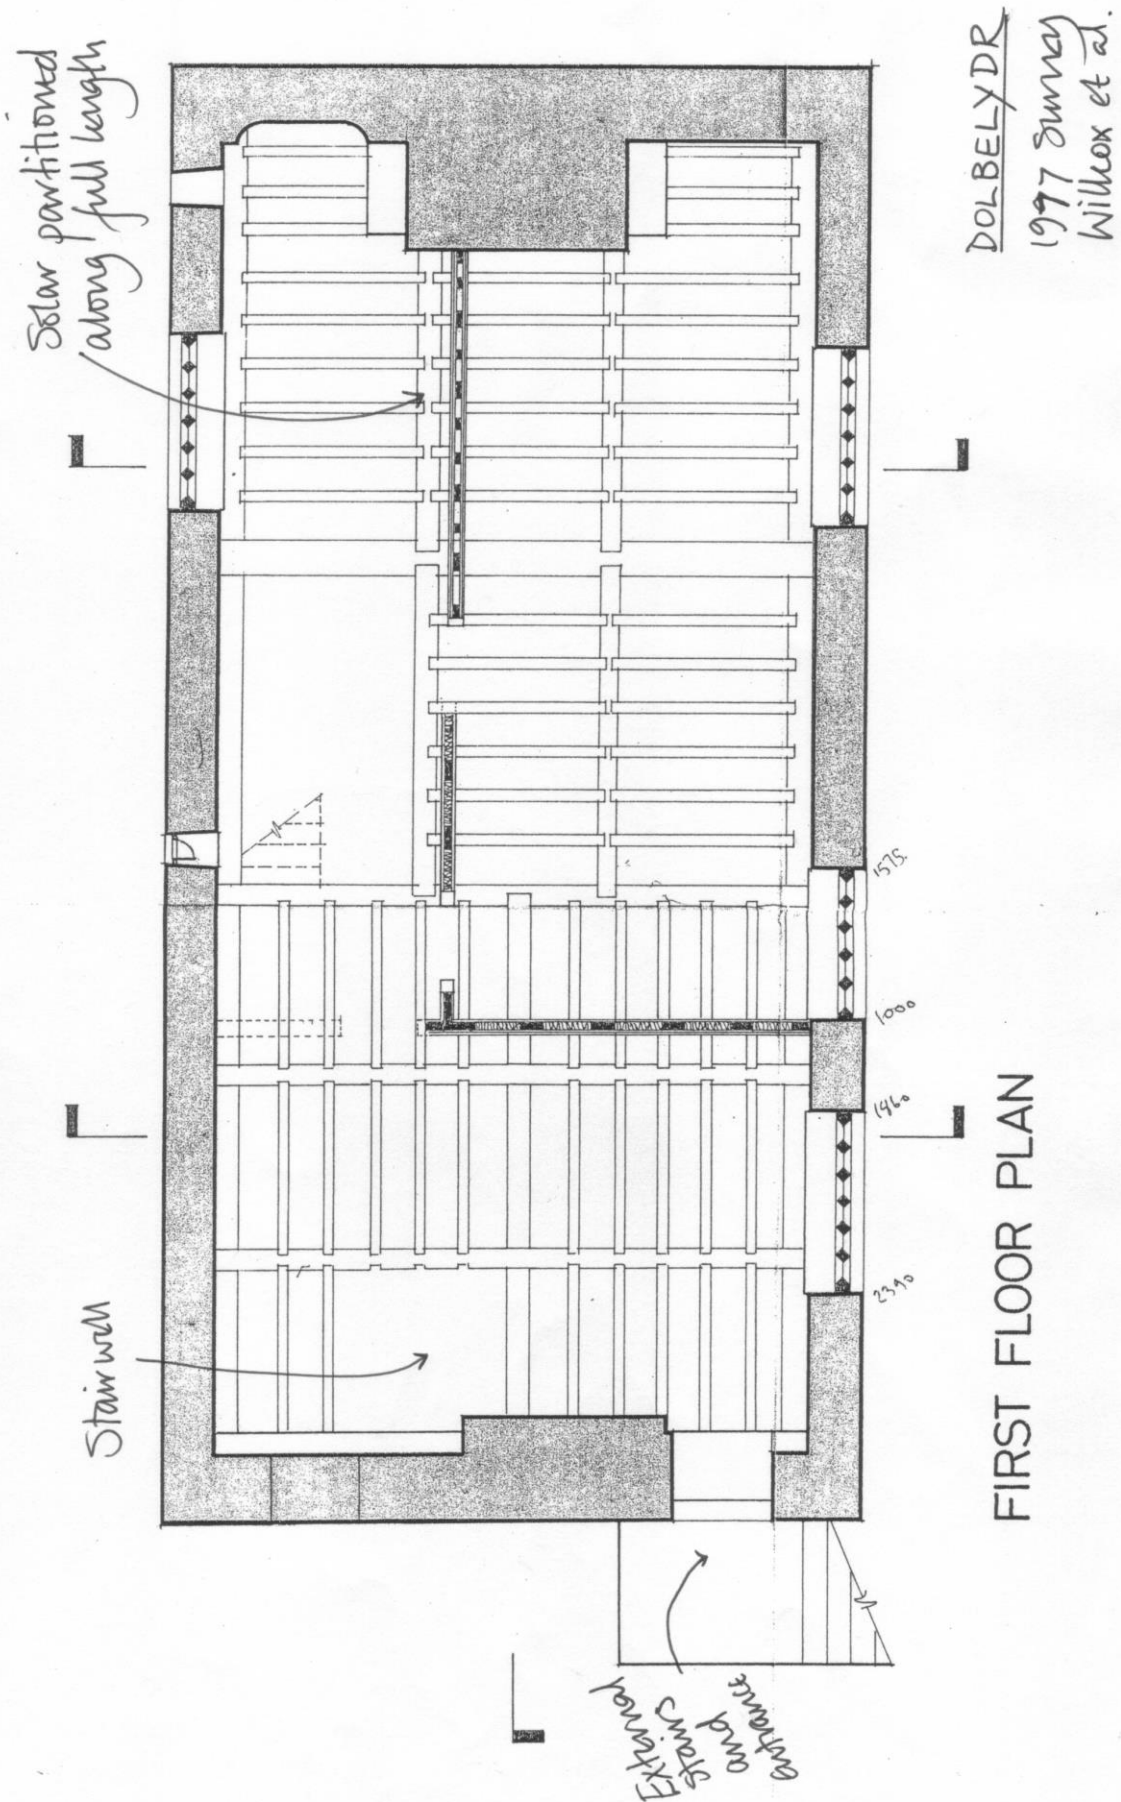 Solar partitioned
along full length
DOLBELYDR
1997 Survey
Willcox et al.
1575.
1000
1460
2390
Stairwell
External
Stairs
and
entrance
FIRST FLOOR PLAN